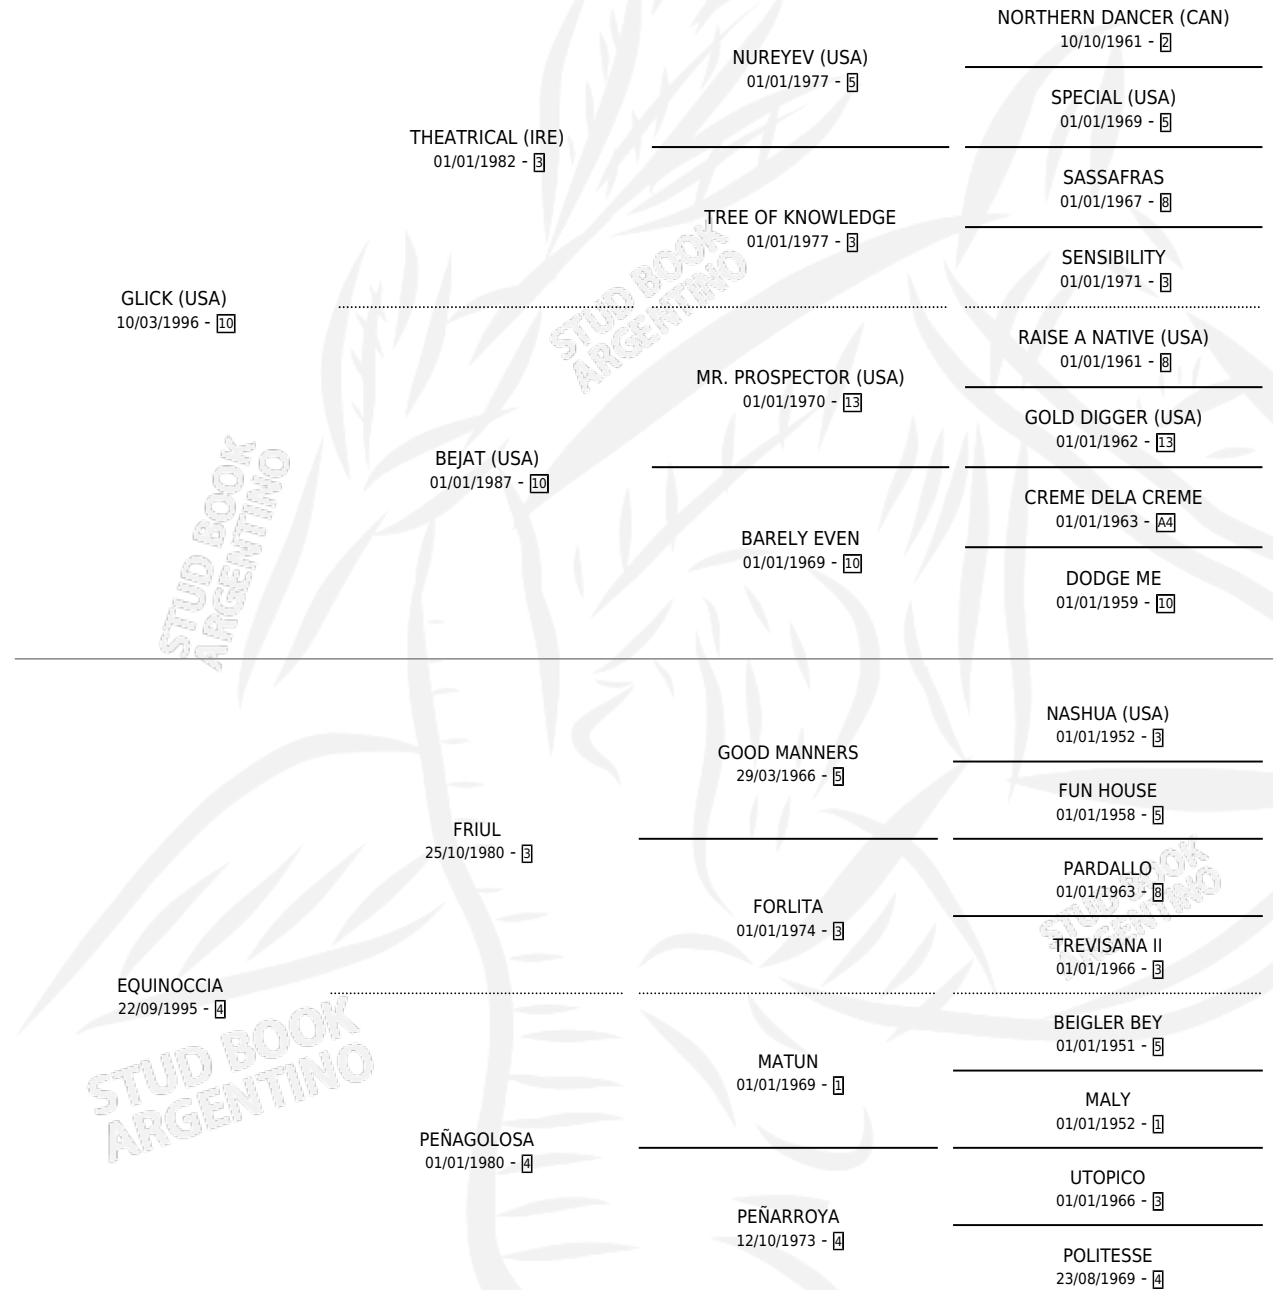 NORTHERN DANCER (CAN)
10/10/1961 - 2
NUREYEV (USA)
01/01/1977 - 5
SPECIAL (USA)
01/01/1969 - 5
THEATRICAL (IRE)
01/01/1982 - 3
SASSAFRAS
01/01/1967 - 8
TREE OF KNOWLEDGE
01/01/1977 - 3
SENSIBILITY
01/01/1971 - 3
GLICK (USA)
10/03/1996 - 10
STUD BOOK
ARGENTINO
RAISE A NATIVE (USA)
01/01/1961 - 8
MR. PROSPECTOR (USA)
01/01/1970 - 13
GOLD DIGGER (USA)
01/01/1962 - 13
BEJAT (USA)
01/01/1987 - 10
CREME DELA CREME
01/01/1963 - A4
BARELY EVEN
01/01/1969 - 10
DODGE ME
01/01/1959 - 10
STUD BOOK
ARGENTINO
NASHUA (USA)
01/01/1952 - 3
GOOD MANNERS
29/03/1966 - 5
FUN HOUSE
01/01/1958 - 5
FRIUL
25/10/1980 - 3
PARDALLO
01/01/1963 - 8
FORLITA
01/01/1974 - 3
TREVISANA II
01/01/1966 - 3
STUD BOOK
ARGENTINO
EQUINOCCIA
22/09/1995 - 4
BEIGLER BEY
01/01/1951 - 5
MATUN
01/01/1969 - 1
MALY
01/01/1952 - 1
STUD BOOK
ARGENTINO
PEÑAGOLOSA
01/01/1980 - 4
UTOPICO
01/01/1966 - 3
PEÑARROYA
12/10/1973 - 4
POLITESSE
23/08/1969 - 4